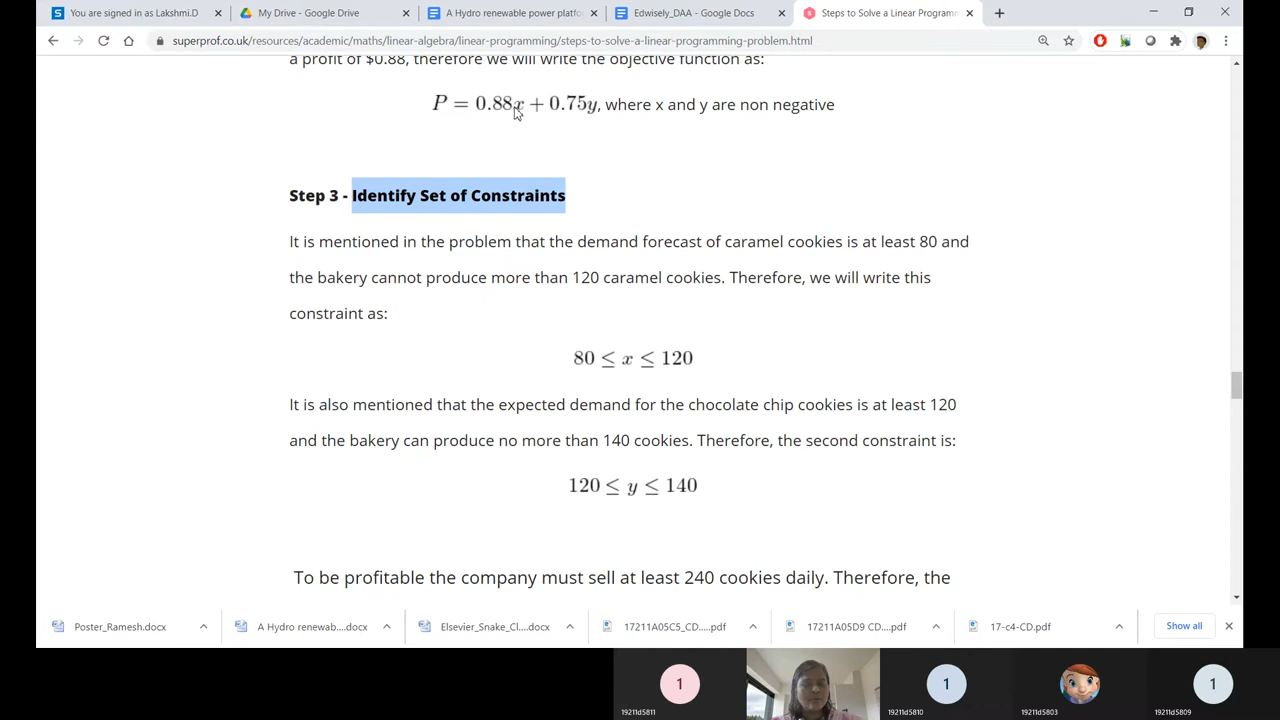 You are signed in as Lakshmi.D
My Drive - Google Drive
A Hydro renewable power platfo
Edwisely_DAA - Google Docs
Steps to Solve a Linear Programm
superprof.co.uk/resources/academic/maths/linear-algebra/linear-programming/steps-to-solve-a-linear-programming-problem.html
a profit of $0.88, therefore we will write the objective function as:
P = 0.88x + 0.75y, where x and y are non negative
Step 3 - Identify Set of Constraints
It is mentioned in the problem that the demand forecast of caramel cookies is at least 80 and
the bakery cannot produce more than 120 caramel cookies. Therefore, we will write this
constraint as:
80 ≤ x ≤ 120
It is also mentioned that the expected demand for the chocolate chip cookies is at least 120
and the bakery can produce no more than 140 cookies. Therefore, the second constraint is:
120 ≤ y ≤ 140
To be profitable the company must sell at least 240 cookies daily. Therefore, the
Poster_Ramesh.docx
A Hydro renewab....docx
Elsevier_Snake_Cl....docx
17211A05C5_CD.....pdf
17211A05D9 CD....pdf
17-c4-CD.pdf
Show all
1
1
1
19211d5811
19211d5810
19211d5803
19211d5809